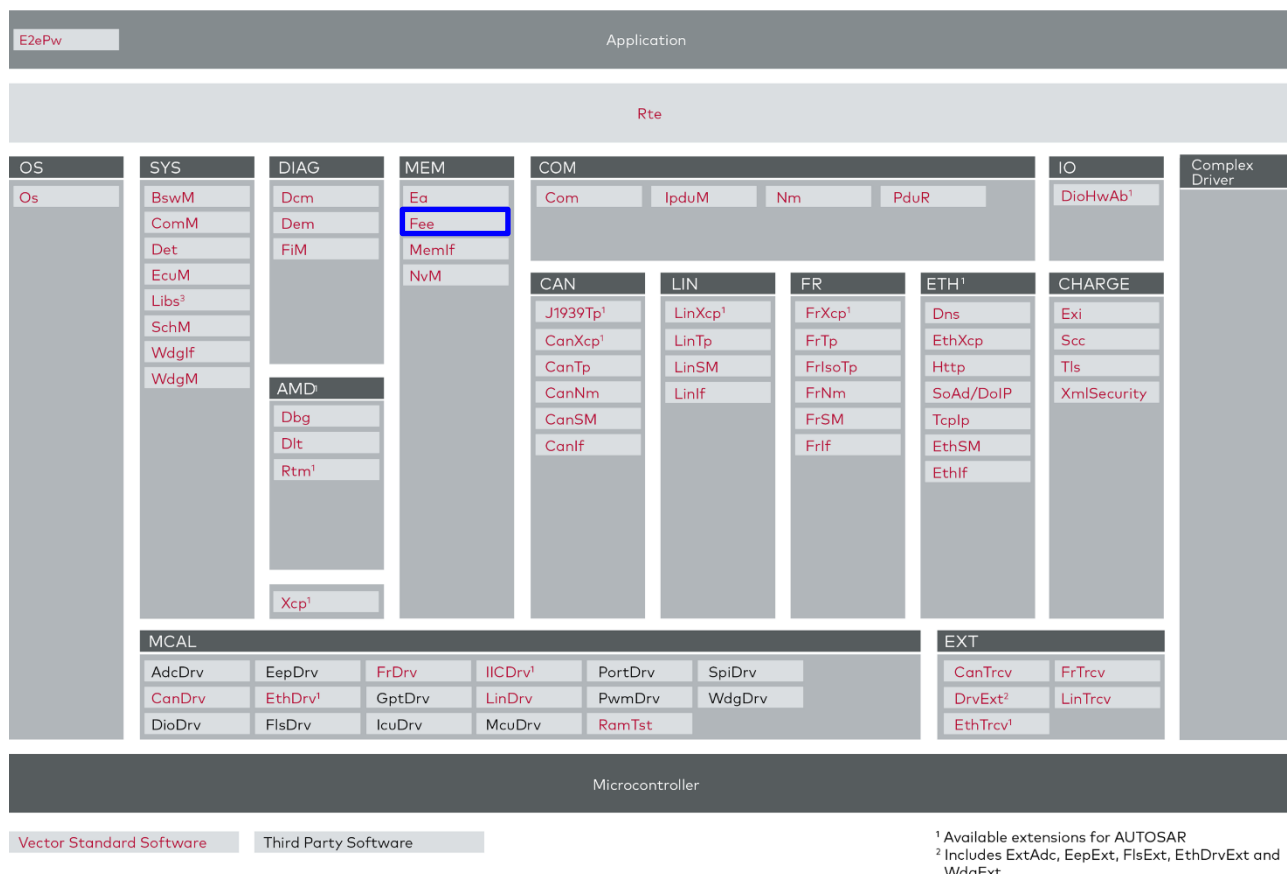 E2ePw
Application
Rte
OS
Os
SYS
BswM
ComM
Det
EcuM
Libs³
SchM
WdgIf
WdgM
DIAG
Dcm
Dem
FiM
AMD¹
Dbg
Dlt
Rtm¹
Xcp¹
MEM
Ea
Fee
MemIf
NvM
COM
Com
IpduM
Nm
PduR
CAN
J1939Tp¹
CanXcp¹
CanTp
CanNm
CanSM
CanIf
LIN
LinXcp¹
LinTp
LinSM
LinIf
FR
FrXcp¹
FrTp
FrIsoTp
FrNm
FrSM
FrIf
ETH¹
Dns
EthXcp
Http
SoAd/DoIP
TcpIp
EthSM
EthIf
IO
DioHwAb¹
CHARGE
Exi
Scc
Tls
XmlSecurity
Complex
Driver
MCAL
AdcDrv EepDrv FrDrv IICDrv¹ PortDrv SpiDrv
CanDrv EthDrv¹ GptDrv LinDrv PwmDrv WdgDrv
DioDrv FlsDrv IcuDrv McuDrv RamTst
EXT
CanTrcv FrTrcv
DrvExt² LinTrcv
EthTrcv¹
Microcontroller
Vector Standard Software
Third Party Software
¹ Available extensions for AUTOSAR
² Includes ExtAdc, EepExt, FlsExt, EthDrvExt and
WdgExt